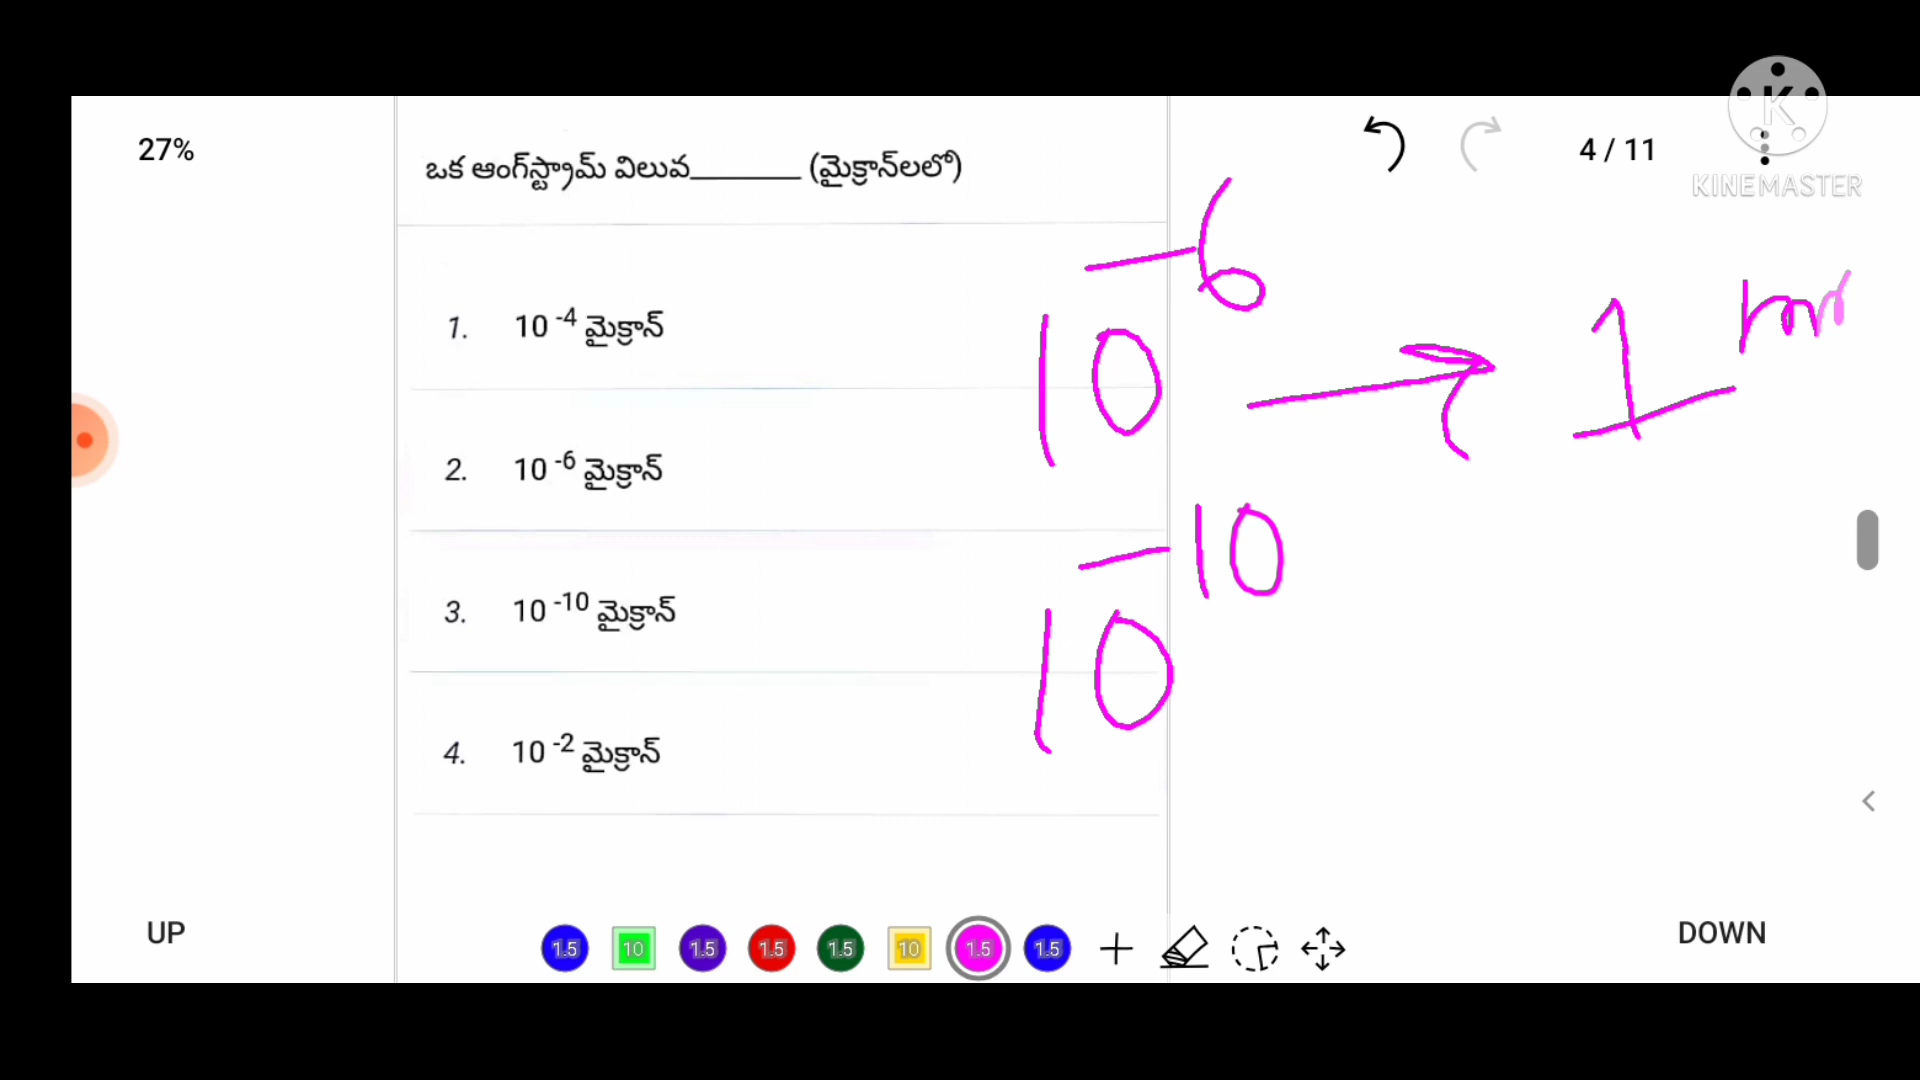 27%
ఒక ఆంగ్‌స్ట్రామ్ విలువ_______ (మైక్రాన్‌లలో)
4 / 11
KINEMASTER
1. 10 -4 మైక్రాన్
2. 10 -6 మైక్రాన్
3. 10 -10 మైక్రాన్
4. 10 -2 మైక్రాన్
10 -6 → 1
10 -10
UP
DOWN
1.5 10 1.5 1.5 1.5 10 1.5 1.5